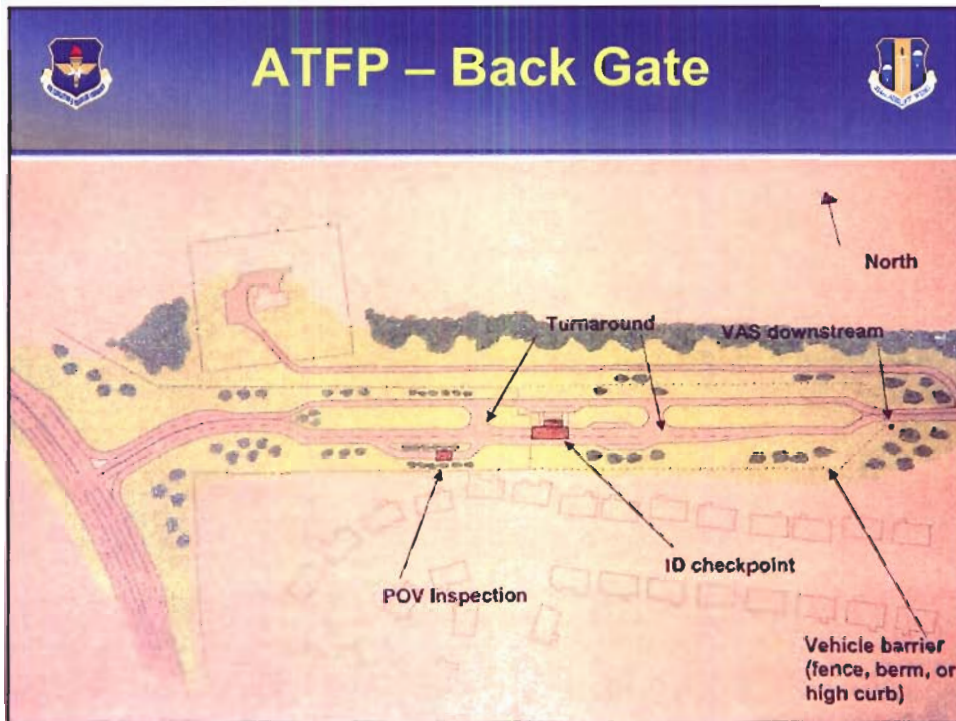 ATFP – Back Gate
North
Turnaround
VAS downstream
ID checkpoint
POV Inspection
Vehicle barrier
(fence, berm, or
high curb)